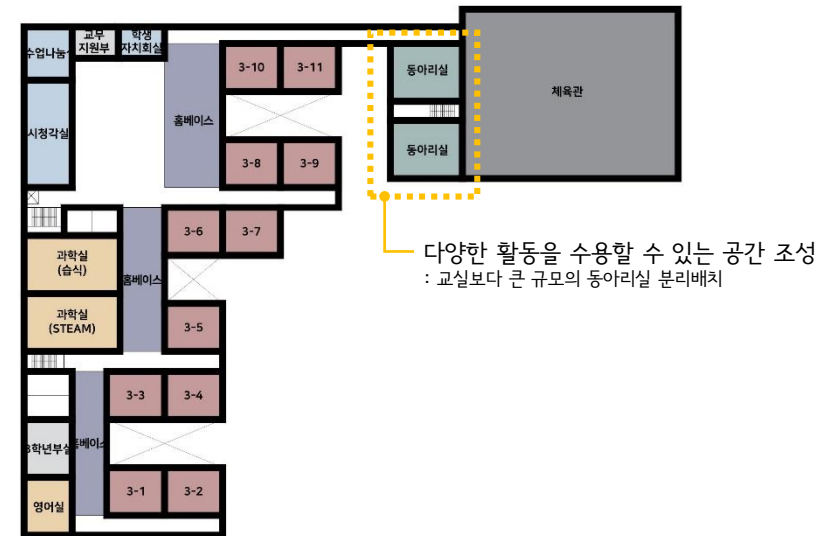 수업나눔
교무
지원부
학생
자치회실
시청각실
홈베이스
3-10
3-11
3-8
3-9
동아리실
동아리실
체육관
과학실
(습식)
과학실
(STEAM)
홈베이스
3-6
3-7
3-5
3학년부실
영어실
홈베이스
3-3
3-4
3-1
3-2
다양한 활동을 수용할 수 있는 공간 조성
: 교실보다 큰 규모의 동아리실 분리배치